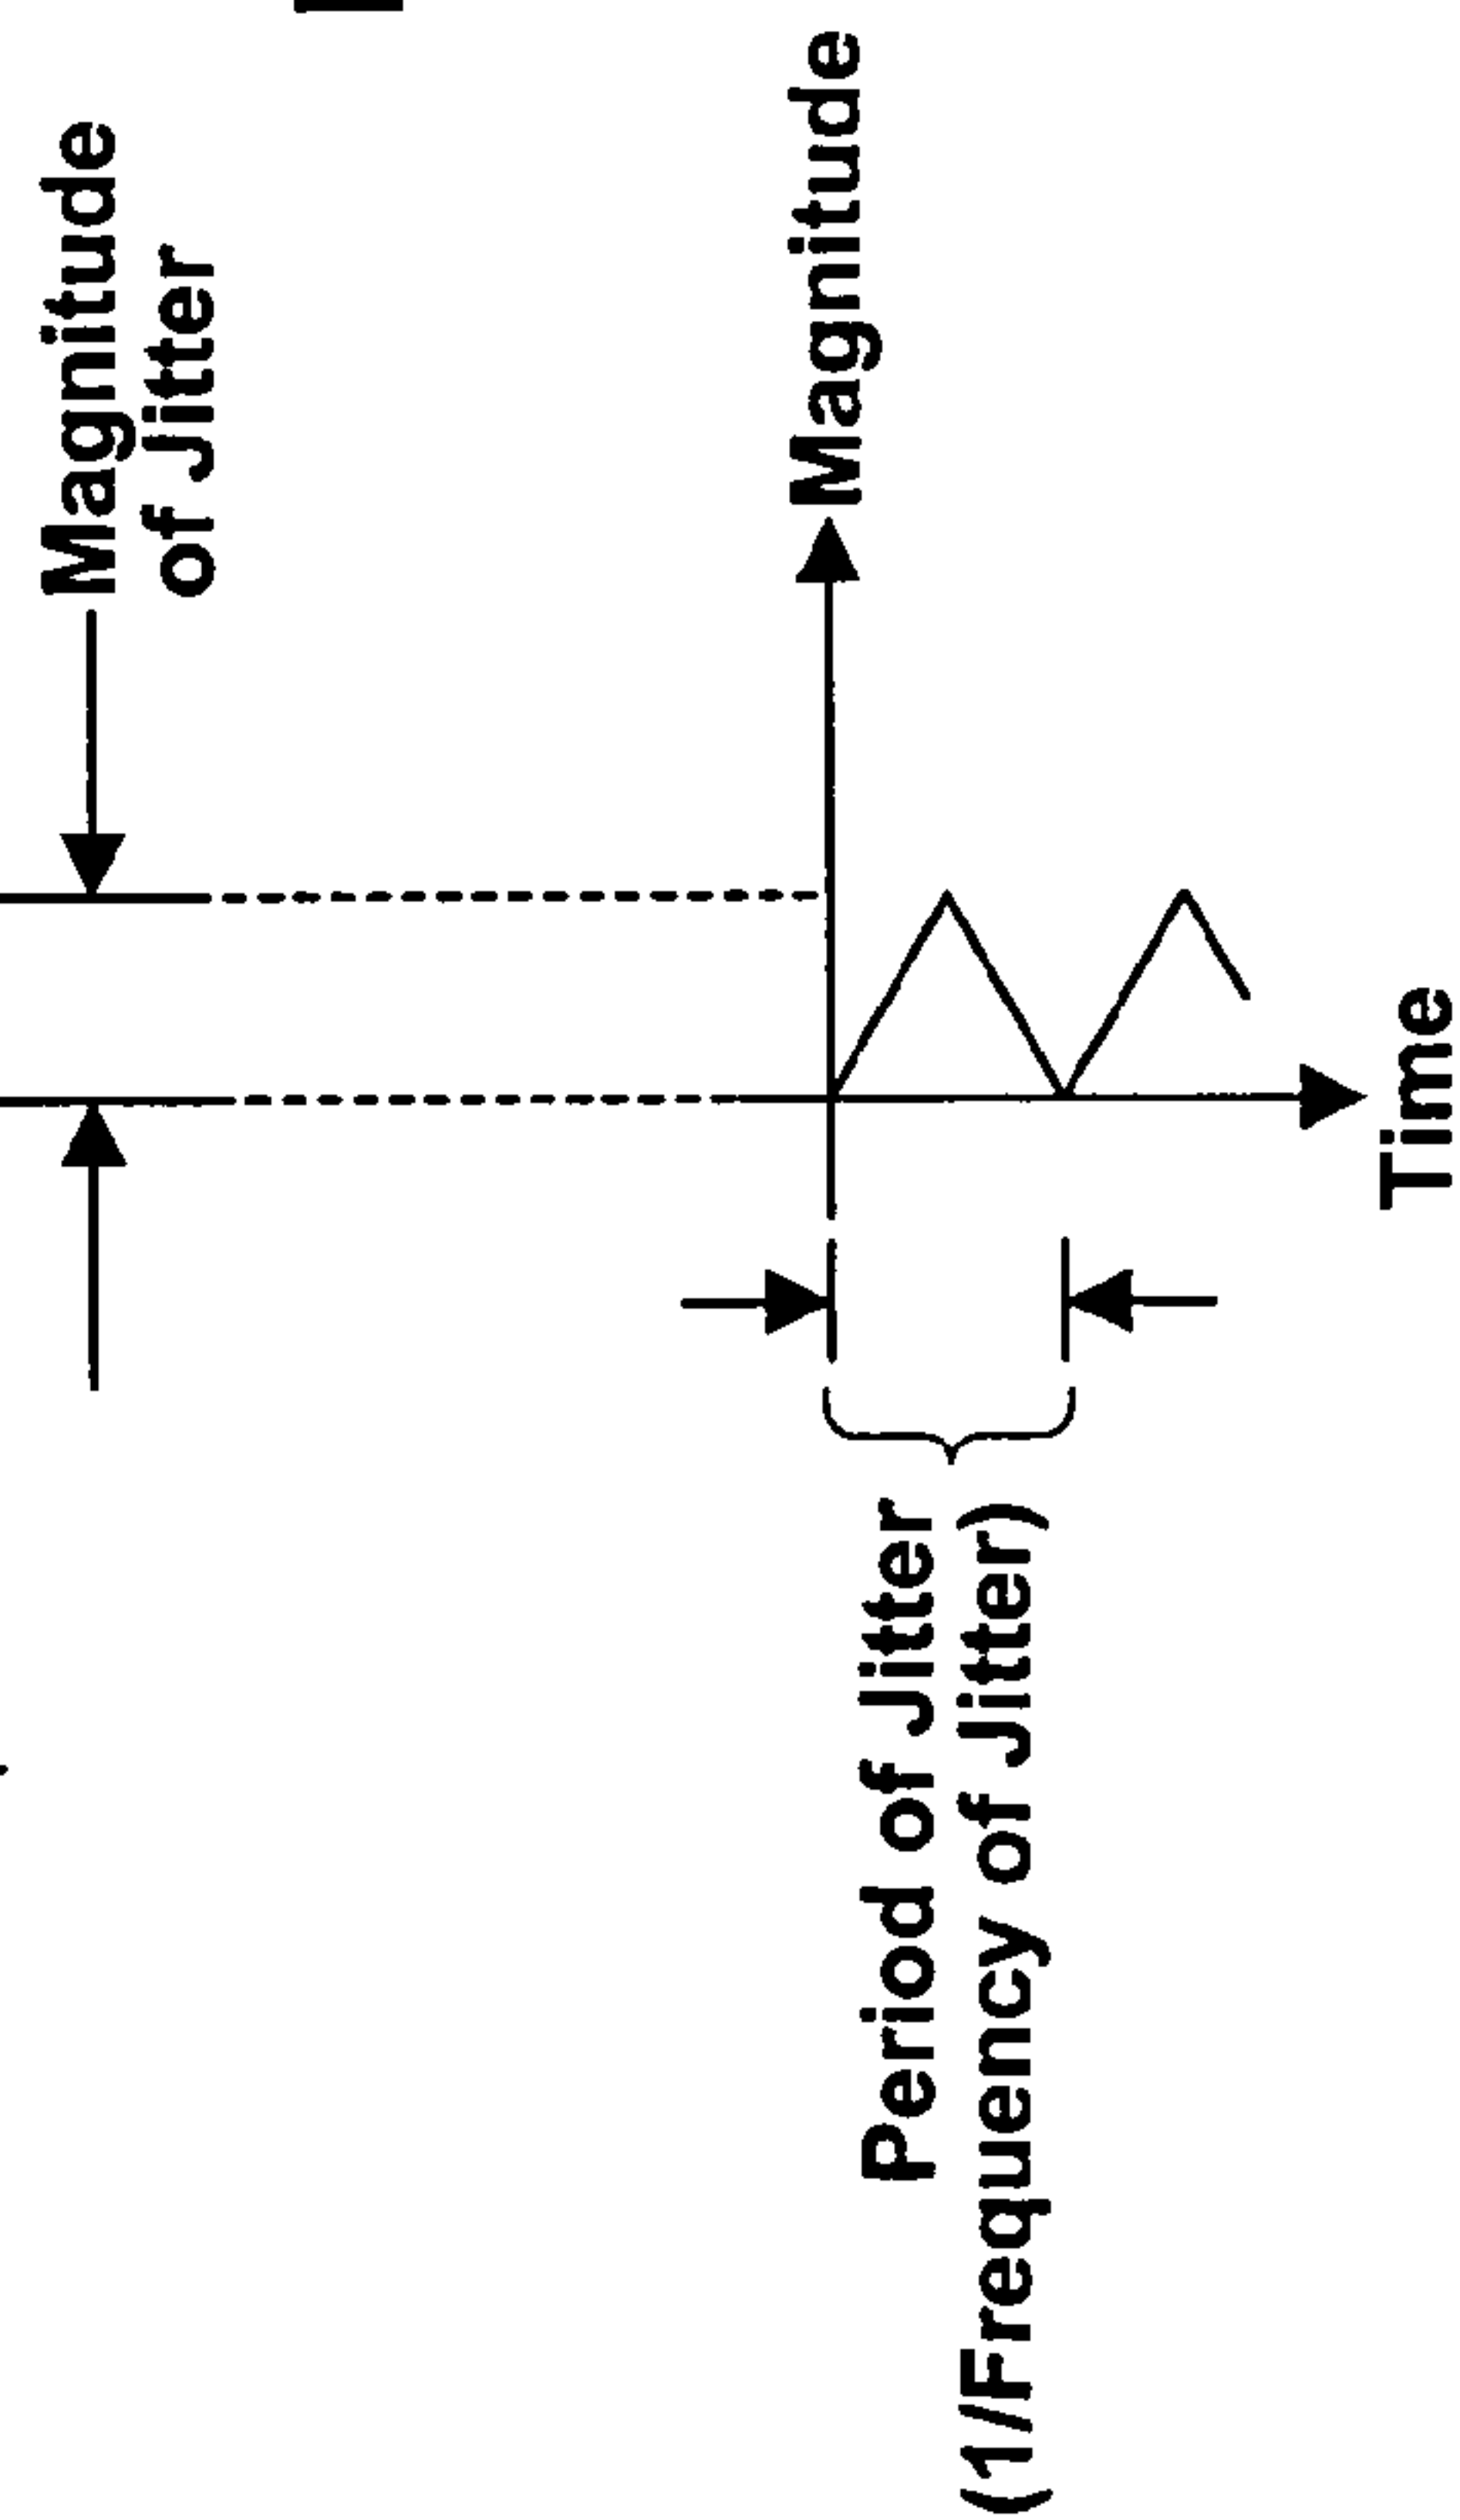 Magnitude
of Jitter
Magnitude
Period of Jitter
(1/Frequency of Jitter)
Time